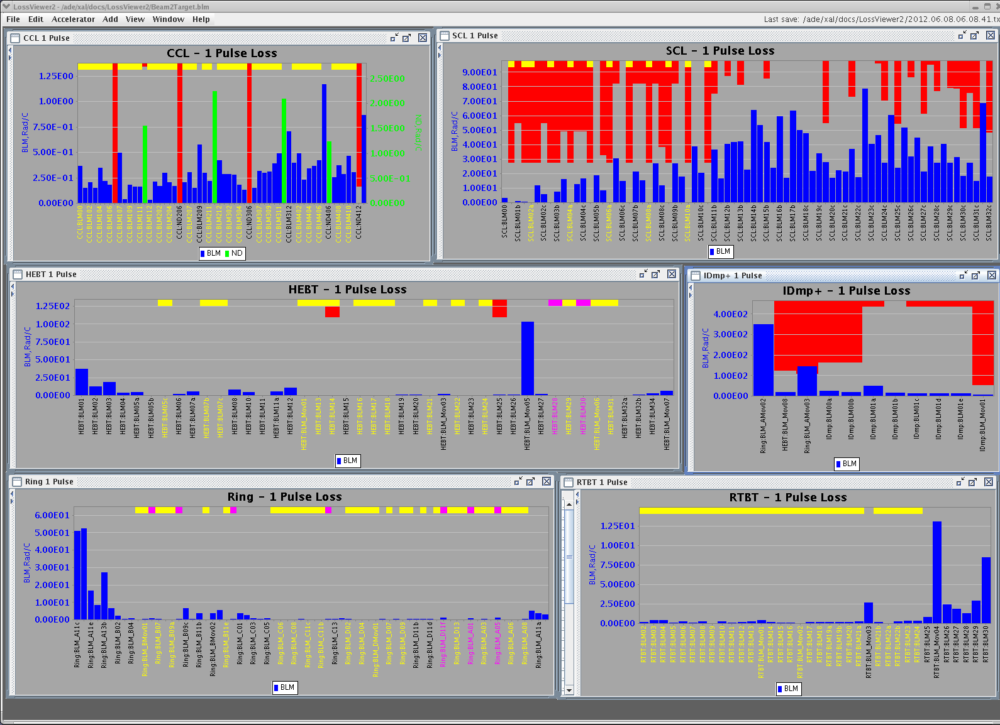 LossViewer2 - /ade/xal/docs/LossViewer2/Beam2Target.blm
File Edit Accelerator Add View Window Help
Last save: /ade/xal/docs/LossViewer2/2012.06.08.06.08.41.tx
CCL 1 Pulse
CCL - 1 Pulse Loss
1.25E00
1.00E00
7.50E-01
5.00E-01
2.50E-01
0.00E00
BLM,Rad/C
2.50E00
2.00E00
1.50E00
1.00E00
5.00E-01
0.00E00
CCL:BLM00
CCL:BLM102
CCL:BLM104
CCL:BLM106
CCL:BLM107
CCL:BLM109
CCL:BLM111
CCL:BLM112
CCL:BLM202
CCL:BLM204
CCL:ND206
CCL:BLM207
CCL:BLM209
CCL:BLM211
CCL:BLM212
CCL:BLM302
CCL:BLM304
CCL:ND306
CCL:BLM307
CCL:BLM309
CCL:BLM311
CCL:BLM312
CCL:BLM402
CCL:BLM404
CCL:BLM406
CCL:ND406
CCL:BLM408
CCL:BLM410
CCL:ND412
BLM ND
SCL 1 Pulse
SCL - 1 Pulse Loss
9.00E01
8.00E01
7.00E01
6.00E01
5.00E01
4.00E01
3.00E01
2.00E01
1.00E01
0.00E00
BLM,Rad/C
SCL:BLM00
SCL:BLM01b
SCL:BLM02a
SCL:BLM02c
SCL:BLM03b
SCL:BLM04a
SCL:BLM04c
SCL:BLM05b
SCL:BLM06a
SCL:BLM06c
SCL:BLM07b
SCL:BLM08a
SCL:BLM08c
SCL:BLM09b
SCL:BLM10a
SCL:BLM10c
SCL:BLM11b
SCL:BLM12b
SCL:BLM13b
SCL:BLM14b
SCL:BLM15b
SCL:BLM16b
SCL:BLM17b
SCL:BLM18c
SCL:BLM19c
SCL:BLM20c
SCL:BLM21c
SCL:BLM22c
SCL:BLM23c
SCL:BLM24c
SCL:BLM25c
SCL:BLM26c
SCL:BLM27c
SCL:BLM28c
SCL:BLM29c
SCL:BLM30c
SCL:BLM31c
SCL:BLM32c
BLM
HEBT 1 Pulse
HEBT - 1 Pulse Loss
1.25E02
1.00E02
7.50E01
5.00E01
2.50E01
0.00E00
BLM,Rad/C
HEBT:BLM01
HEBT:BLM02
HEBT:BLM03
HEBT:BLM04
HEBT:BLM05a
HEBT:BLM05b
HEBT:BLM05c
HEBT:BLM06
HEBT:BLM07a
HEBT:BLM07b
HEBT:BLM07c
HEBT:BLM08
HEBT:BLM10
HEBT:BLM11
HEBT:BLM11a
HEBT:BLM12
HEBT:BLM_Mov01
HEBT:BLM13
HEBT:BLM14
HEBT:BLM15
HEBT:BLM16
HEBT:BLM17
HEBT:BLM18
HEBT:BLM19
HEBT:BLM20
HEBT:BLM21
HEBT:BLM_Mov03
HEBT:BLM22
HEBT:BLM23
HEBT:BLM24
HEBT:BLM25
HEBT:BLM26
HEBT:BLM_Mov05
HEBT:BLM27
HEBT:BLM28
HEBT:BLM29
HEBT:BLM30
HEBT:BLM_Mov06
HEBT:BLM31
HEBT:BLM32a
HEBT:BLM32b
HEBT:BLM34
HEBT:BLM_Mov07
BLM
IDmp+ 1 Pulse
IDmp+ - 1 Pulse Loss
4.00E02
3.00E02
2.00E02
1.00E02
0.00E00
BLM,Rad/C
Ring:BLM_AMov02
HEBT:BLM_Mov08
Ring:BLM_AMov03
IDmp:BLM00a
IDmp:BLM00b
IDmp:BLM01a
IDmp:BLM01b
IDmp:BLM01c
IDmp:BLM01d
IDmp:BLM01e
IDmp:BLM_Mov01
BLM
Ring 1 Pulse
Ring - 1 Pulse Loss
6.00E01
5.00E01
4.00E01
3.00E01
2.00E01
1.00E01
0.00E00
BLM,Rad/C
Ring:BLM_A11c
Ring:BLM_A11e
Ring:BLM_A13b
Ring:BLM_B02
Ring:BLM_B04
Ring:BLM_BMov01
Ring:BLM_B07
Ring:BLM_B09a
Ring:BLM_B09c
Ring:BLM_B11b
Ring:BLM_BMov02
Ring:BLM_B11e
Ring:BLM_C01
Ring:BLM_C03
Ring:BLM_C05
Ring:BLM_C06
Ring:BLM_C08
Ring:BLM_C11c
Ring:BLM_C11b
Ring:BLM_C13
Ring:BLM_D02
Ring:BLM_D04
Ring:BLM_DMov01
Ring:BLM_D07
Ring:BLM_D09
Ring:BLM_D11b
Ring:BLM_D11d
Ring:BLM_D11f
Ring:BLM_D13
Ring:BLM_A01
Ring:BLM_A03
Ring:BLM_A05
Ring:BLM_A06
Ring:BLM_A08
Ring:BLM_A11a
BLM
RTBT 1 Pulse
RTBT - 1 Pulse Loss
1.25E01
1.00E01
7.50E00
5.00E00
2.50E00
0.00E00
BLM,Rad/C
RTBT:BLM02
RTBT:BLM03
RTBT:BLM04
RTBT:BLM05
RTBT:BLM06
RTBT:BLM07
RTBT:BLM08
RTBT:BLM09
RTBT:BLM10
RTBT:BLM11
RTBT:BLM12
RTBT:BLM13
RTBT:BLM_Mov01
RTBT:BLM14
RTBT:BLM15
RTBT:BLM16
RTBT:BLM_Mov02
RTBT:BLM17
RTBT:BLM18
RTBT:BLM19a
RTBT:BLM19b
RTBT:BLM20
RTBT:BLM21a
RTBT:BLM_Mov03
RTBT:BLM21b
RTBT:BLM22a
RTBT:BLM22b
RTBT:BLM23
RTBT:BLM24
RTBT:BLM25
RTBT:BLM_Mov04
RTBT:BLM26
RTBT:BLM27
RTBT:BLM28
RTBT:BLM29
RTBT:BLM30
BLM